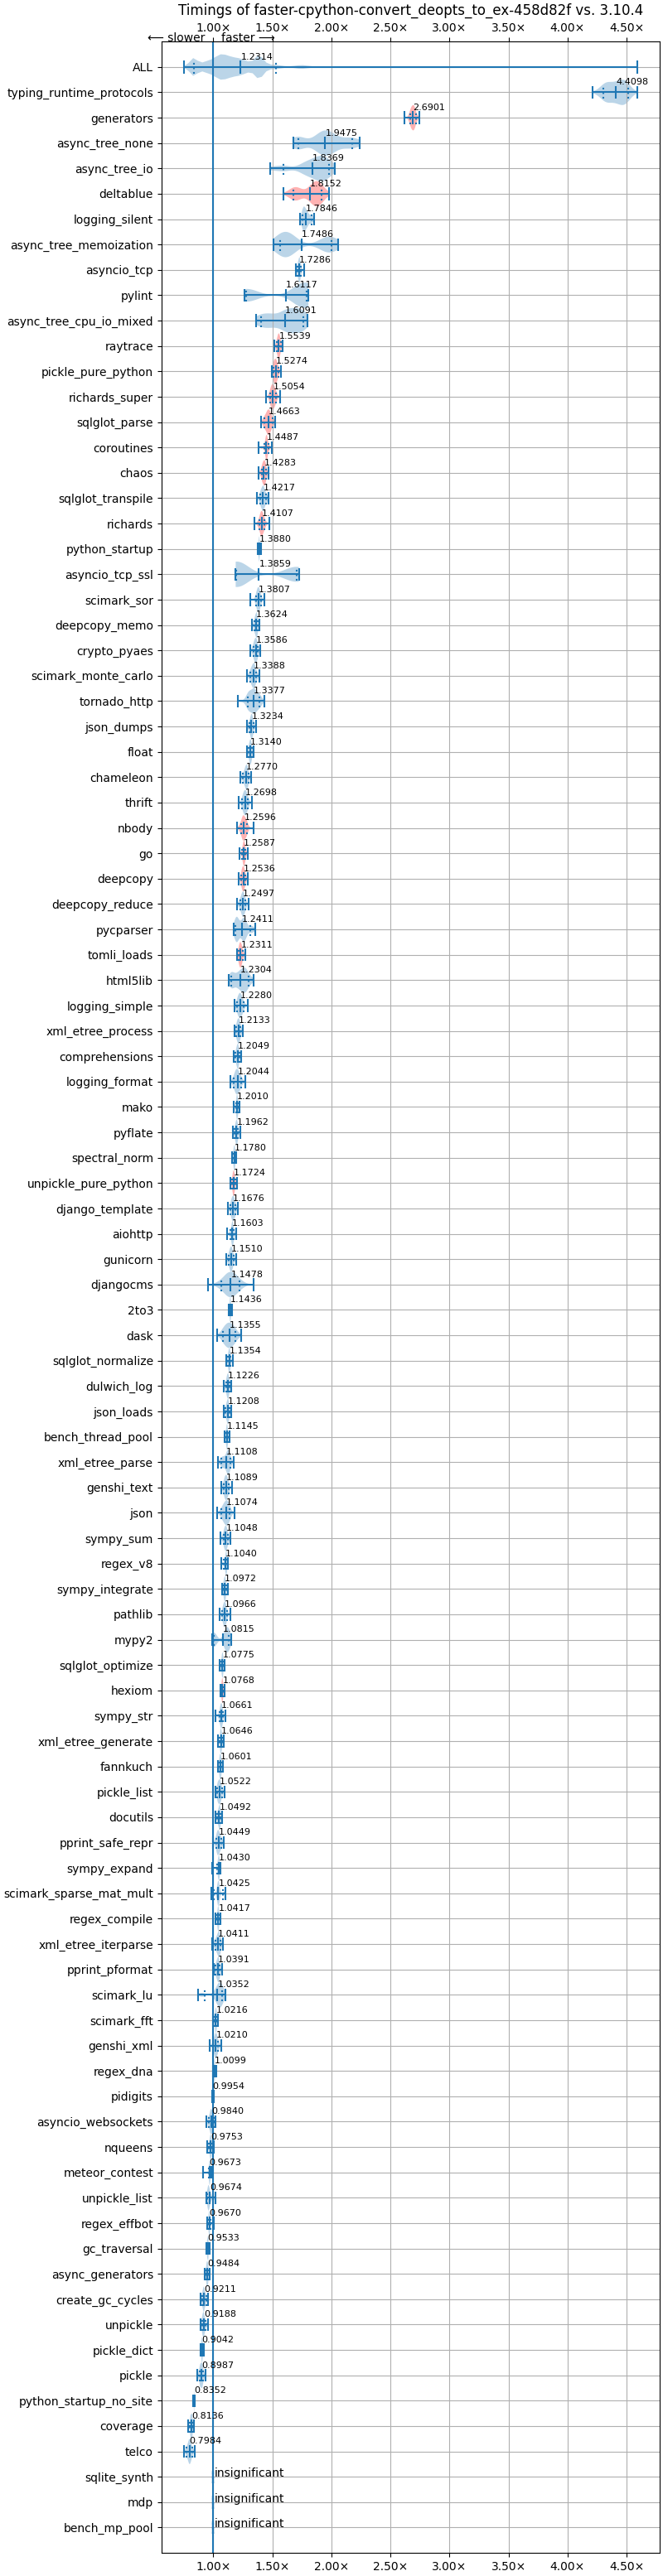 Timings of faster-cpython-convert_deopts_to_ex-458d82f vs. 3.10.4
1.00× 1.50× 2.00× 2.50× 3.00× 3.50× 4.00× 4.50×
⟵ slower faster ⟶
ALL 1.2314
typing_runtime_protocols 4.4098
generators 2.6901
async_tree_none 1.9475
async_tree_io 1.8369
deltablue 1.8152
logging_silent 1.7846
async_tree_memoization 1.7486
asyncio_tcp 1.7286
pylint 1.6117
async_tree_cpu_io_mixed 1.6091
raytrace 1.5539
pickle_pure_python 1.5274
richards_super 1.5054
sqlglot_parse 1.4663
coroutines 1.4487
chaos 1.4283
sqlglot_transpile 1.4217
richards 1.4107
python_startup 1.3880
asyncio_tcp_ssl 1.3859
scimark_sor 1.3807
deepcopy_memo 1.3624
crypto_pyaes 1.3586
scimark_monte_carlo 1.3388
tornado_http 1.3377
json_dumps 1.3234
float 1.3140
chameleon 1.2770
thrift 1.2698
nbody 1.2596
go 1.2587
deepcopy 1.2536
deepcopy_reduce 1.2497
pycparser 1.2411
tomli_loads 1.2311
html5lib 1.2304
logging_simple 1.2280
xml_etree_process 1.2133
comprehensions 1.2049
logging_format 1.2044
mako 1.2010
pyflate 1.1962
spectral_norm 1.1780
unpickle_pure_python 1.1724
django_template 1.1676
aiohttp 1.1603
gunicorn 1.1510
djangocms 1.1478
2to3 1.1436
dask 1.1355
sqlglot_normalize 1.1354
dulwich_log 1.1226
json_loads 1.1208
bench_thread_pool 1.1145
xml_etree_parse 1.1108
genshi_text 1.1089
json 1.1074
sympy_sum 1.1048
regex_v8 1.1040
sympy_integrate 1.0972
pathlib 1.0966
mypy2 1.0815
sqlglot_optimize 1.0775
hexiom 1.0768
sympy_str 1.0661
xml_etree_generate 1.0646
fannkuch 1.0601
pickle_list 1.0522
docutils 1.0492
pprint_safe_repr 1.0449
sympy_expand 1.0430
scimark_sparse_mat_mult 1.0425
regex_compile 1.0417
xml_etree_iterparse 1.0411
pprint_pformat 1.0391
scimark_lu 1.0352
scimark_fft 1.0216
genshi_xml 1.0210
regex_dna 1.0099
pidigits 0.9954
asyncio_websockets 0.9840
nqueens 0.9753
meteor_contest 0.9673
unpickle_list 0.9674
regex_effbot 0.9670
gc_traversal 0.9533
async_generators 0.9484
create_gc_cycles 0.9211
unpickle 0.9188
pickle_dict 0.9042
pickle 0.8987
python_startup_no_site 0.8352
coverage 0.8136
telco 0.7984
sqlite_synth insignificant
mdp insignificant
bench_mp_pool insignificant
1.00× 1.50× 2.00× 2.50× 3.00× 3.50× 4.00× 4.50×